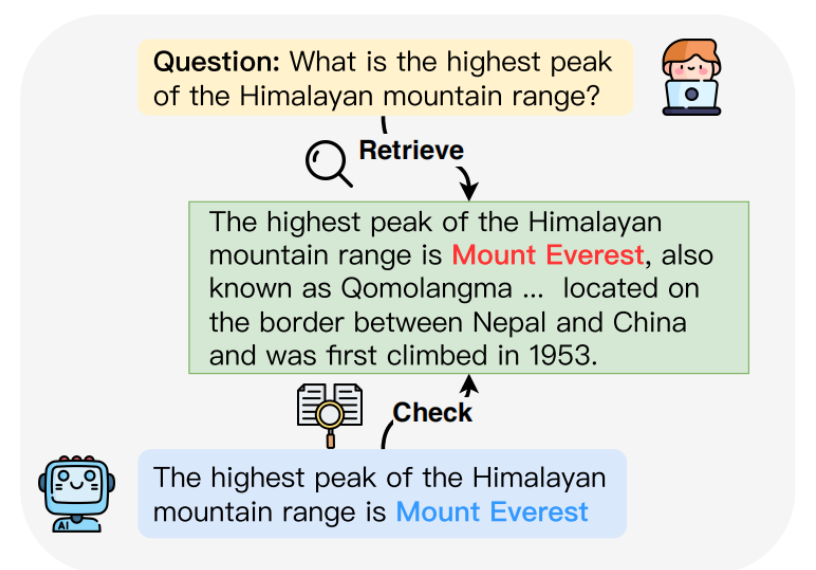 Question: What is the highest peak
of the Himalayan mountain range?
Retrieve
The highest peak of the Himalayan
mountain range is Mount Everest, also
known as Qomolangma ... located on
the border between Nepal and China
and was first climbed in 1953.
Check
The highest peak of the Himalayan
mountain range is Mount Everest
AI